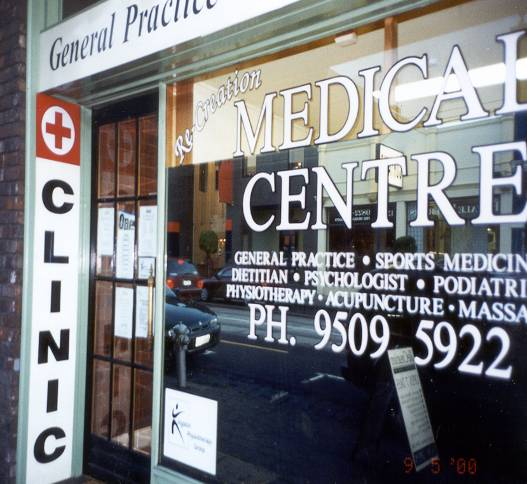 General Practice
Re:Creation
MEDICAL
CENTRE
GENERAL PRACTICE • SPORTS MEDICIN
DIETITIAN • PSYCHOLOGIST • PODIATRI
PHYSIOTHERAPY • ACUPUNCTURE • MASSA
PH. 9509 5922
CLINIC
Physiotherapy
9 5 '00